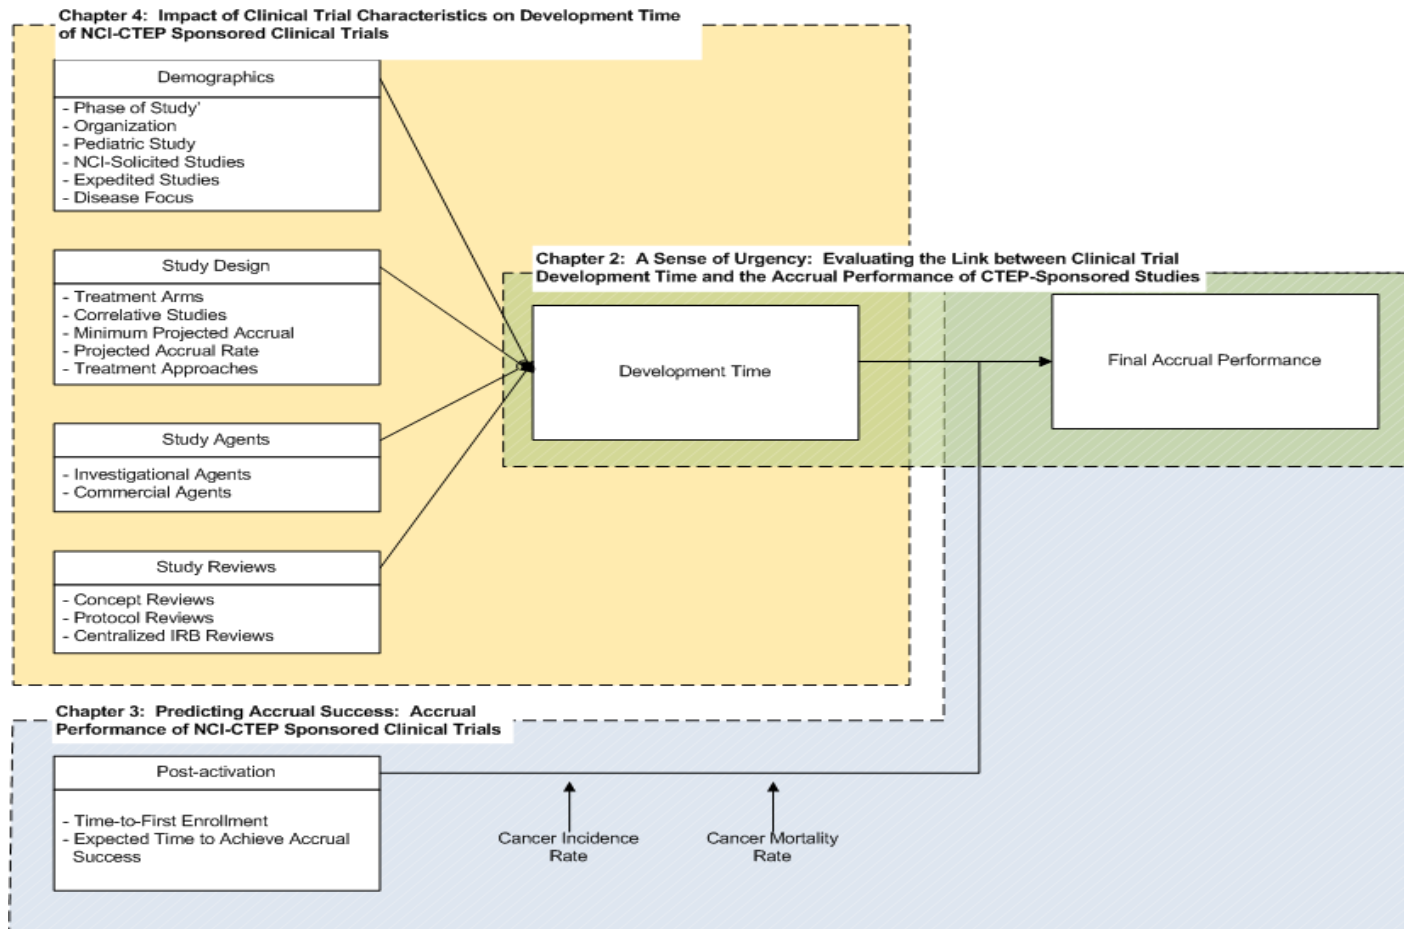 Chapter 4:  Impact of Clinical Trial Characteristics on Development Time
of NCI-CTEP Sponsored Clinical Trials
Demographics
- Phase of Study'
- Organization
- Pediatric Study
- NCI-Solicited Studies
- Expedited Studies
- Disease Focus
Study Design
- Treatment Arms
- Correlative Studies
- Minimum Projected Accrual
- Projected Accrual Rate
- Treatment Approaches
Study Agents
- Investigational Agents
- Commercial Agents
Study Reviews
- Concept Reviews
- Protocol Reviews
- Centralized IRB Reviews
Chapter 2:  A Sense of Urgency:  Evaluating the Link between Clinical Trial
Development Time and the Accrual Performance of CTEP-Sponsored Studies
Development Time
Final Accrual Performance
Chapter 3:  Predicting Accrual Success:  Accrual
Performance of NCI-CTEP Sponsored Clinical Trials
Post-activation
- Time-to-First Enrollment
- Expected Time to Achieve Accrual
Success
Cancer Incidence
Rate
Cancer Mortality
Rate